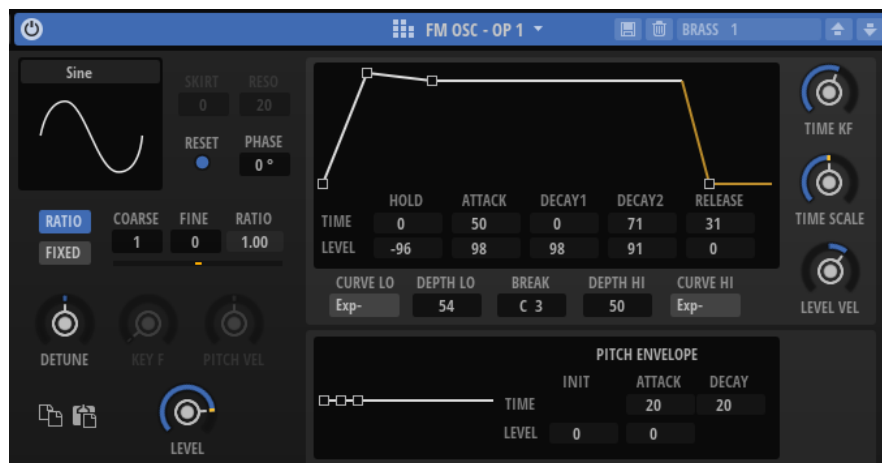 FM OSC - OP 1
BRASS 1
Sine
SKIRT RESO
0 20
RESET PHASE
0 °
RATIO
FIXED
COARSE FINE RATIO
1 0 1.00
DETUNE KEY F PITCH VEL
LEVEL
HOLD ATTACK DECAY1 DECAY2 RELEASE
TIME 0 50 0 71 31
LEVEL -96 98 98 91 0
CURVE LO DEPTH LO BREAK DEPTH HI CURVE HI
Exp- 54 C 3 50 Exp-
TIME KF
TIME SCALE
LEVEL VEL
PITCH ENVELOPE
INIT ATTACK DECAY
TIME 20 20
LEVEL 0 0